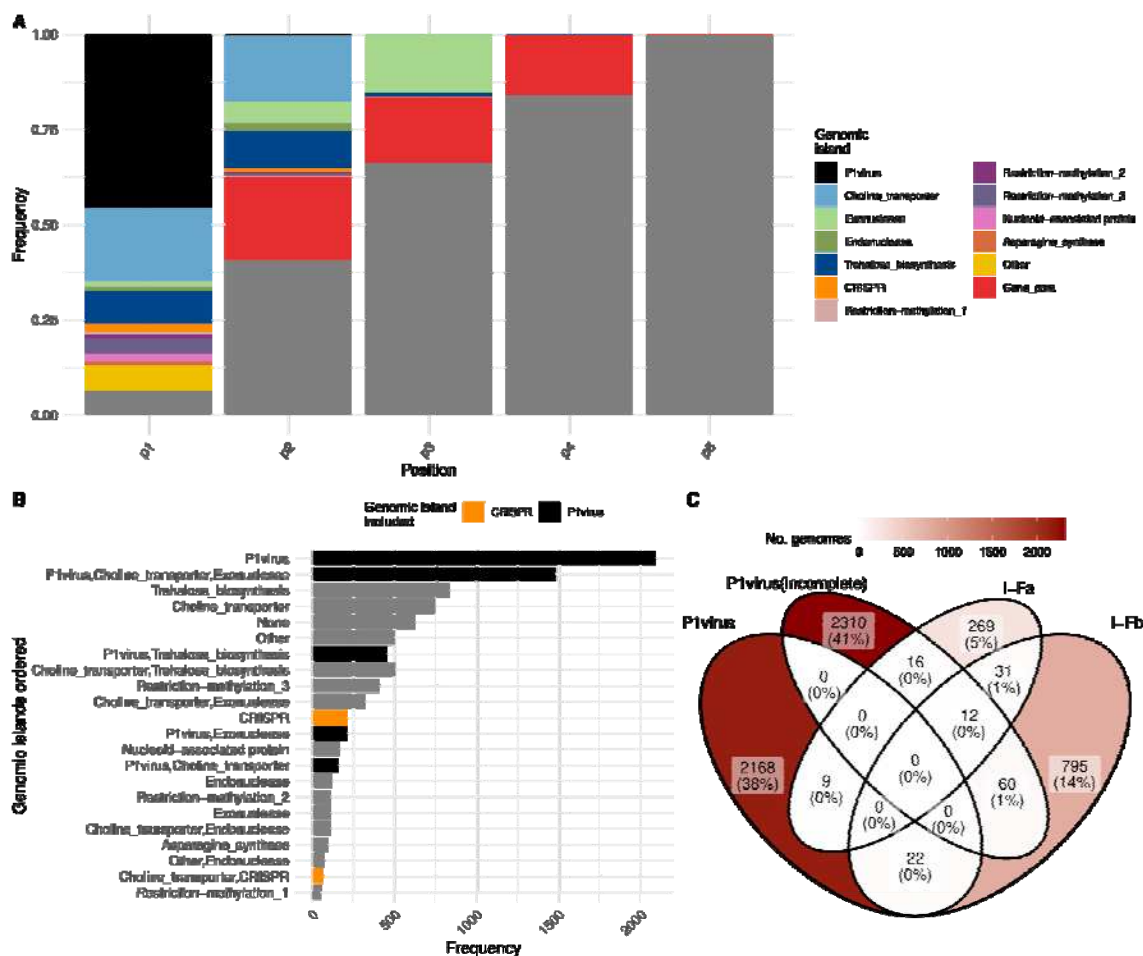 A
1.00
0.75
0.50
0.25
0.00
Frequency
p1
p2
p3
p4
p5
Position
Genomic
island
P1virus
Choline_transporter
Exonuclease
Endonuclease
Trehalose_biosynthesis
CRISPR
Restriction-methylation_1
Restriction-methylation_2
Restriction-methylation_3
Nucleoid-associated protein
Asparagine_synthase
Other
Gene_cons.
B
Genomic island
included
CRISPR
P1virus
Genomic islands ordered
P1virus
P1virus,Choline_transporter,Exonuclease
Trehalose_biosynthesis
Choline_transporter
None
Other
P1virus,Trehalose_biosynthesis
Choline_transporter,Trehalose_biosynthesis
Restriction-methylation_3
Choline_transporter,Exonuclease
CRISPR
P1virus,Exonuclease
Nucleoid-associated protein
P1virus,Choline_transporter
Endonuclease
Restriction-methylation_2
Exonuclease
Choline_transporter,Endonuclease
Asparagine_synthase
Other,Endonuclease
Choline_transporter,CRISPR
Restriction-methylation_1
0
500
1000
1500
2000
Frequency
C
No. genomes
0 500 1000 1500 2000
P1virus
P1virus(incomplete)
I-Fa
I-Fb
2310
(41%)
269
(5%)
16
(0%)
0
(0%)
31
(1%)
0
(0%)
12
(0%)
2168
(38%)
9
(0%)
0
(0%)
60
(1%)
795
(14%)
0
(0%)
0
(0%)
22
(0%)